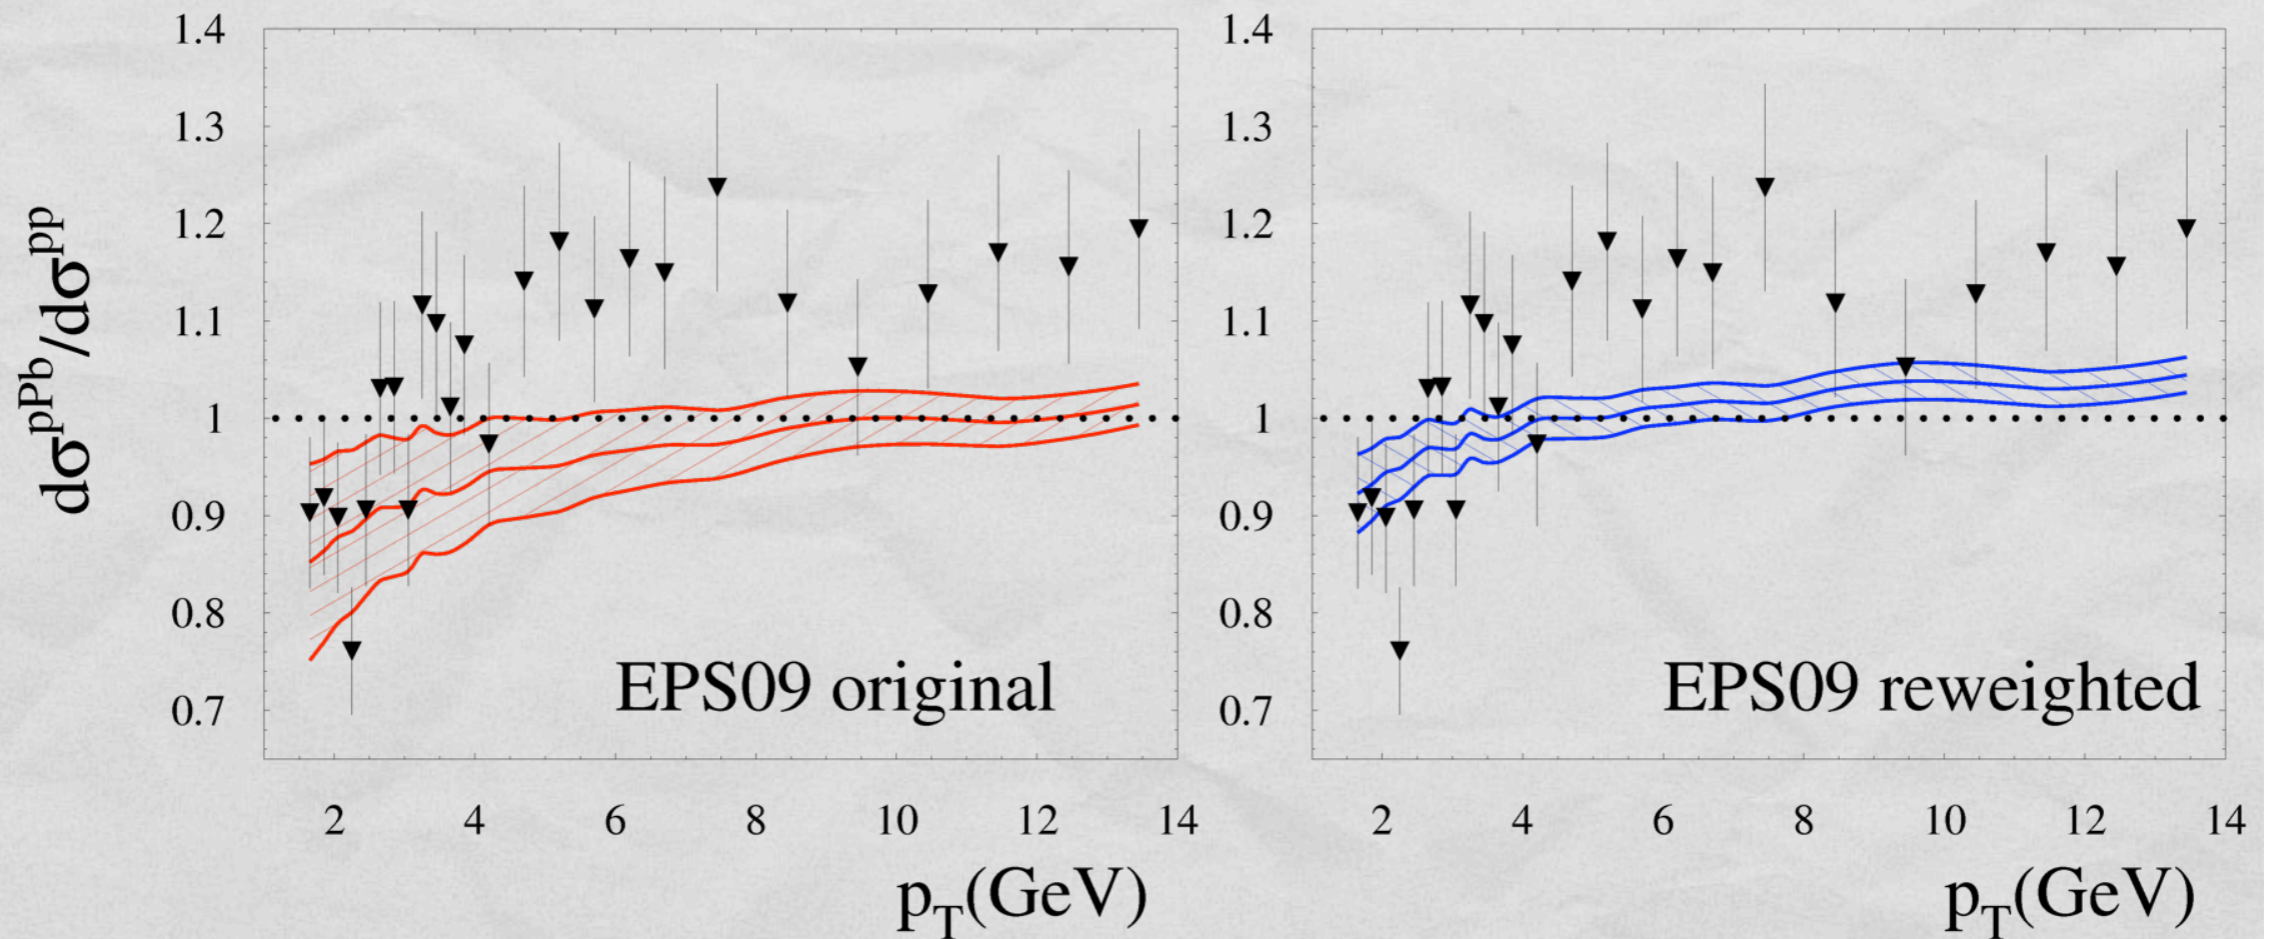 dσ^pPb/dσ^pp
1.4
1.3
1.2
1.1
1
0.9
0.8
0.7
EPS09 original
2 4 6 8 10 12 14
p_T(GeV)
1.4
1.3
1.2
1.1
1
0.9
0.8
0.7
EPS09 reweighted
2 4 6 8 10 12 14
p_T(GeV)